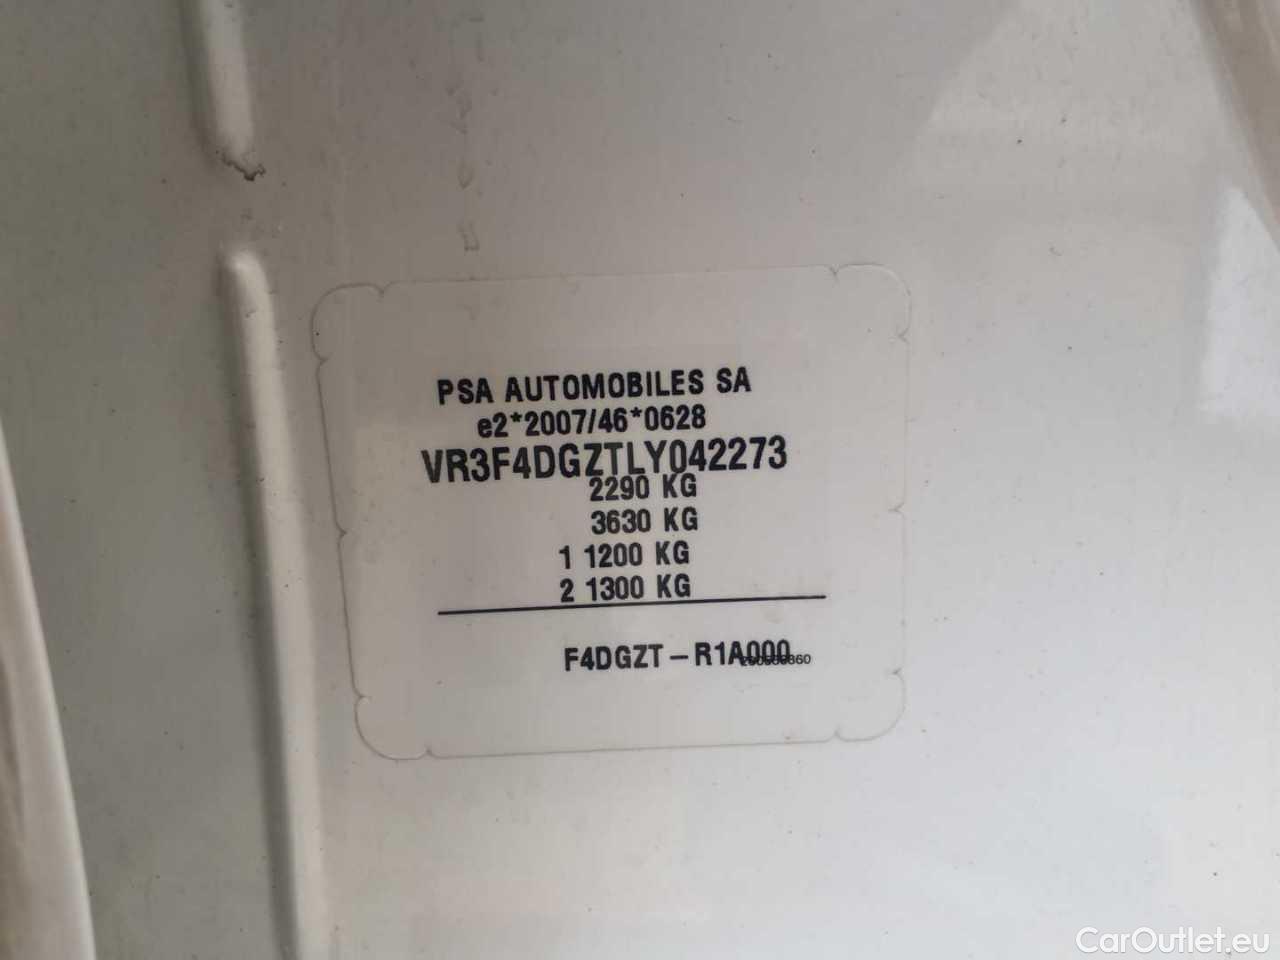 PSA AUTOMOBILES SA
e2*2007/46*0628
VR3F4DGZTLY042273
2290 KG
3630 KG
1 1200 KG
2 1300 KG
F4DGZT - R1A000
CarOutlet.eu